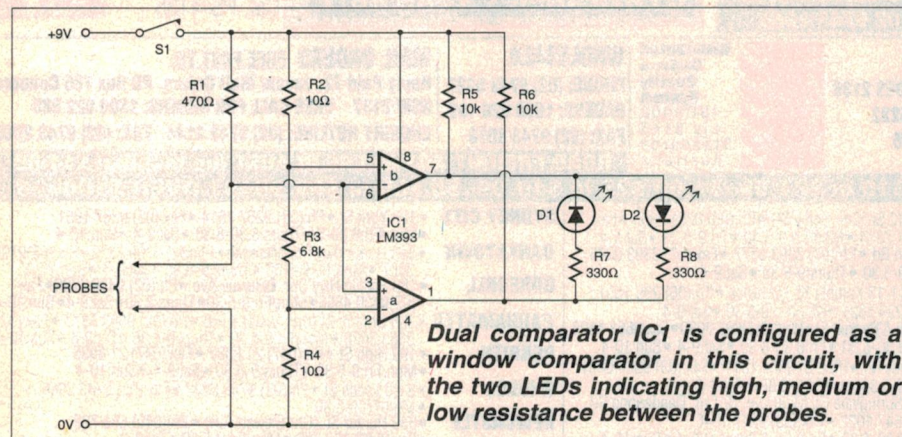 +9V
S1
R1
470Ω
R2
10Ω
R5
10k
R6
10k
5
8
+
b
7
-
6
IC1
LM393
D1
D2
R3
6.8k
R7
330Ω
R8
330Ω
PROBES
3
+
a
1
-
2
4
R4
10Ω
0V
Dual comparator IC1 is configured as a
window comparator in this circuit, with
the two LEDs indicating high, medium or
low resistance between the probes.